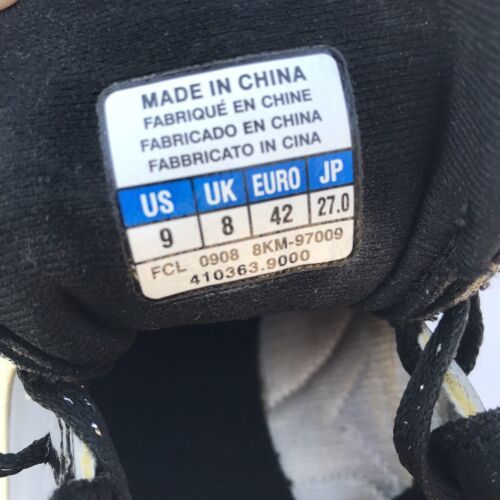 MADE IN CHINA
FABRIQUÉ EN CHINE
FABRICADO EN CHINA
FABBRICATO IN CINA
US UK EURO JP
9 8 42 27.0
FCL 0908 8KM-97009
410363.9000